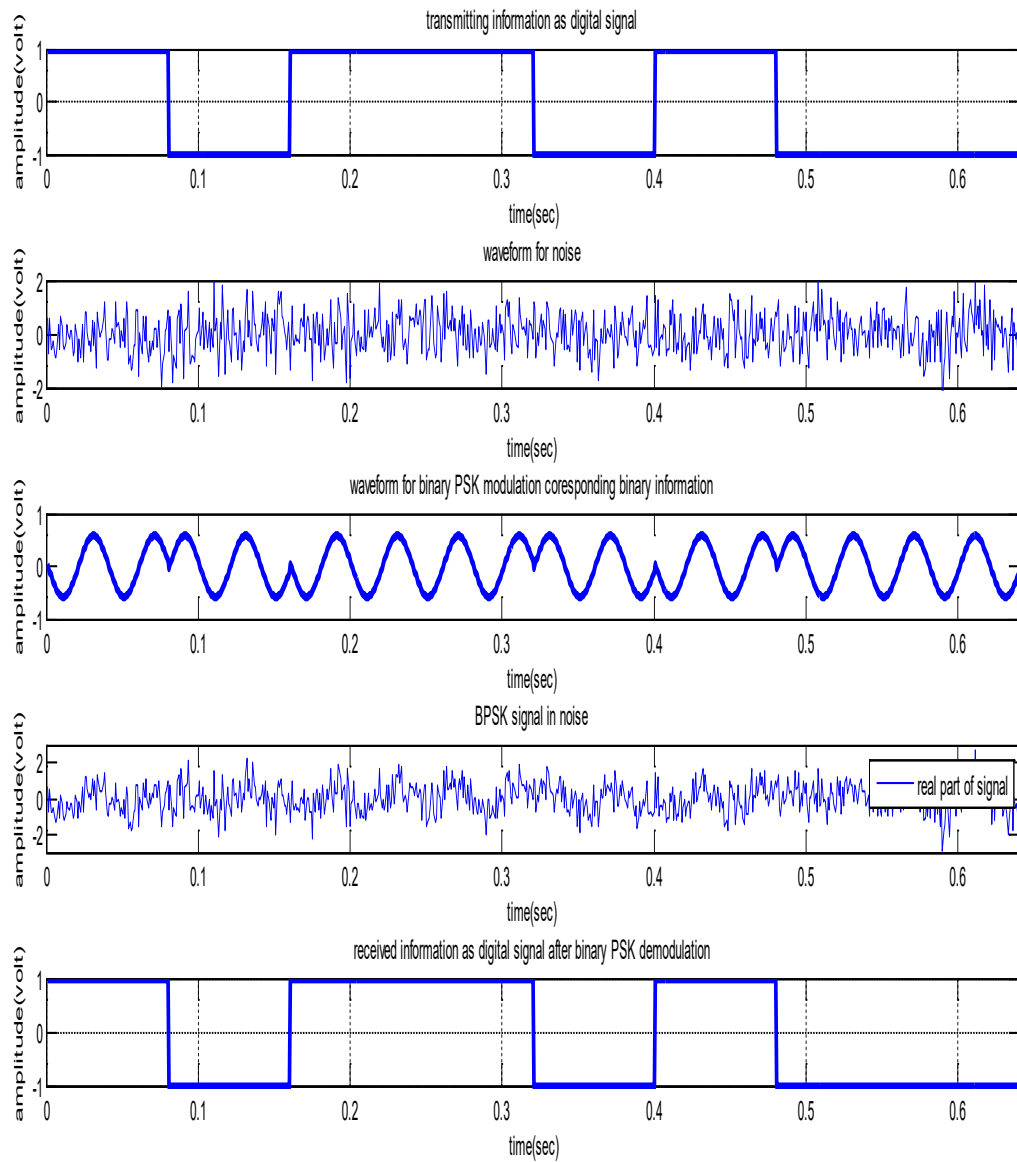 transmitting information as digital signal
amplitude(volt)
1
0
-1
0 0.1 0.2 0.3 0.4 0.5 0.6
time(sec)
waveform for noise
amplitude(volt)
2
0
-2
0 0.1 0.2 0.3 0.4 0.5 0.6
time(sec)
waveform for binary PSK modulation coresponding binary information
amplitude(volt)
1
0
-1
0 0.1 0.2 0.3 0.4 0.5 0.6
time(sec)
BPSK signal in noise
amplitude(volt)
2
0
-2
real part of signal
0 0.1 0.2 0.3 0.4 0.5 0.6
time(sec)
received information as digital signal after binary PSK demodulation
amplitude(volt)
1
0
-1
0 0.1 0.2 0.3 0.4 0.5 0.6
time(sec)